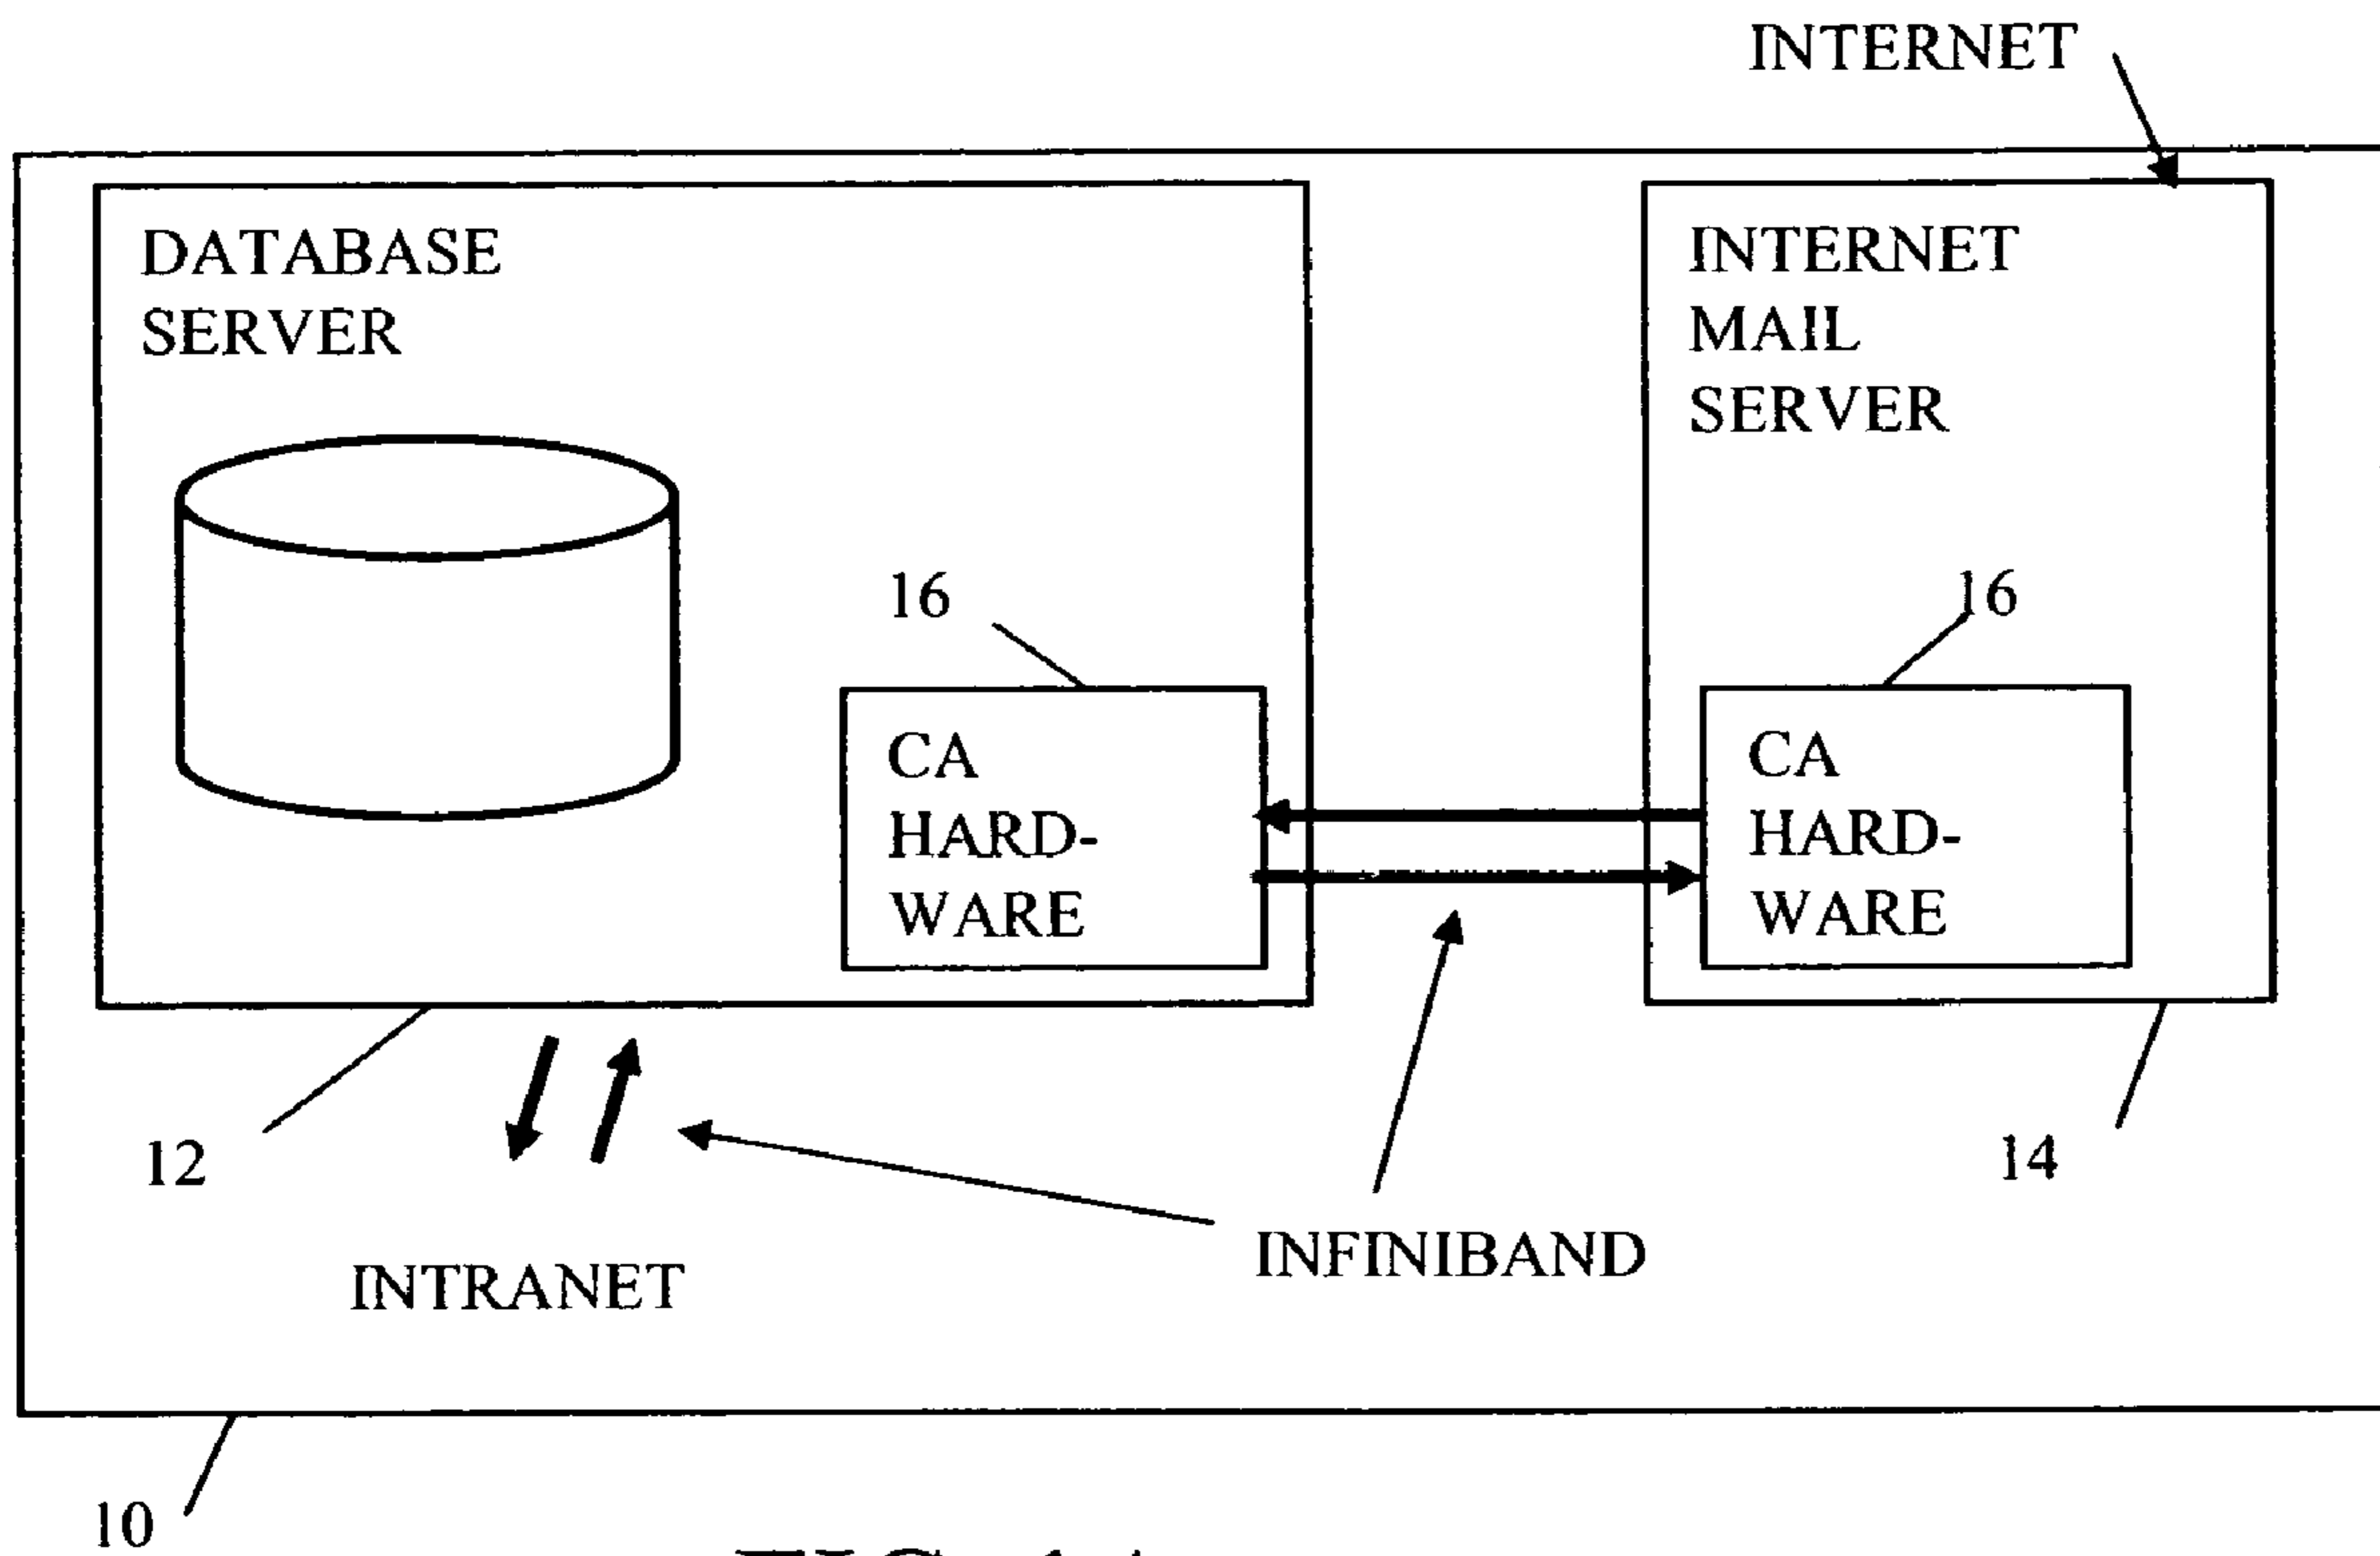 INTERNET
DATABASE
SERVER
INTERNET
MAIL
SERVER
16
16
CA
HARD-
WARE
CA
HARD-
WARE
12
14
INTRANET
INFINIBAND
10